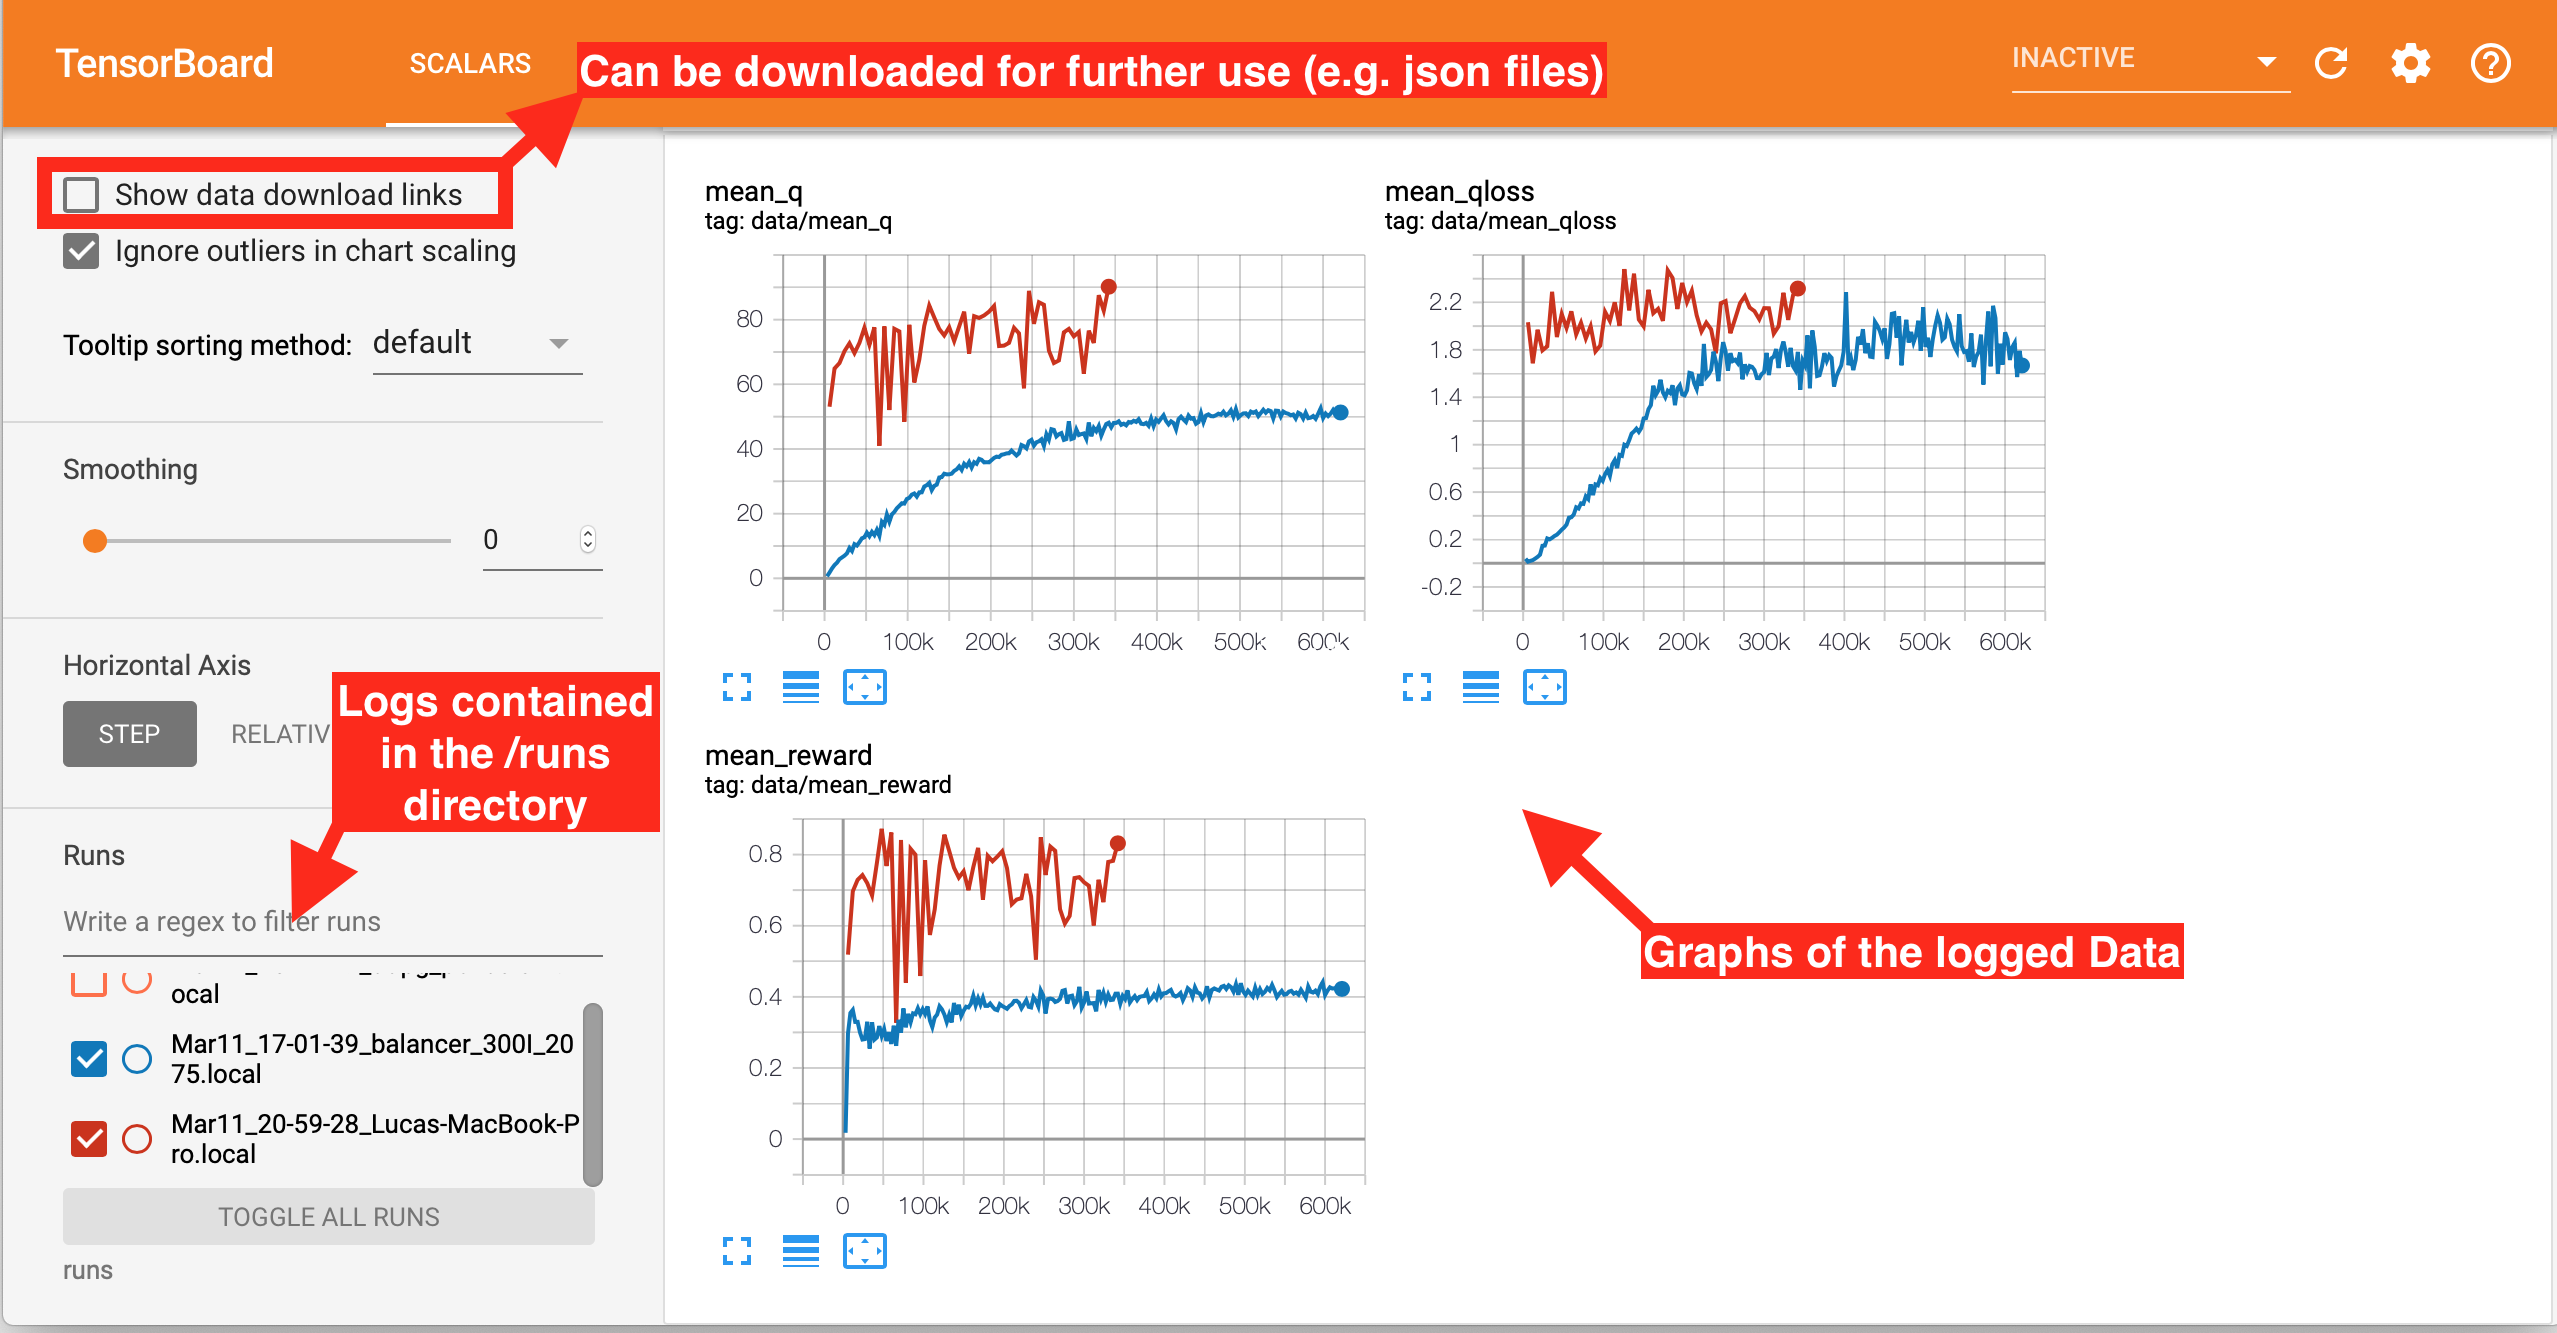 TensorBoard
SCALARS
Can be downloaded for further use (e.g. json files)
INACTIVE
Show data download links
Ignore outliers in chart scaling
Tooltip sorting method: default
Smoothing
0
Horizontal Axis
STEP
RELATIV
Logs contained
in the /runs
directory
Runs
Write a regex to filter runs
ocal
Mar11_17-01-39_balancer_300I_20
75.local
Mar11_20-59-28_Lucas-MacBook-P
ro.local
TOGGLE ALL RUNS
runs
mean_q
tag: data/mean_q
80
60
40
20
0
0 100k 200k 300k 400k 500k 600k
mean_qloss
tag: data/mean_qloss
2.2
1.8
1.4
1
0.6
0.2
-0.2
0 100k 200k 300k 400k 500k 600k
mean_reward
tag: data/mean_reward
0.8
0.6
0.4
0.2
0
0 100k 200k 300k 400k 500k 600k
Graphs of the logged Data